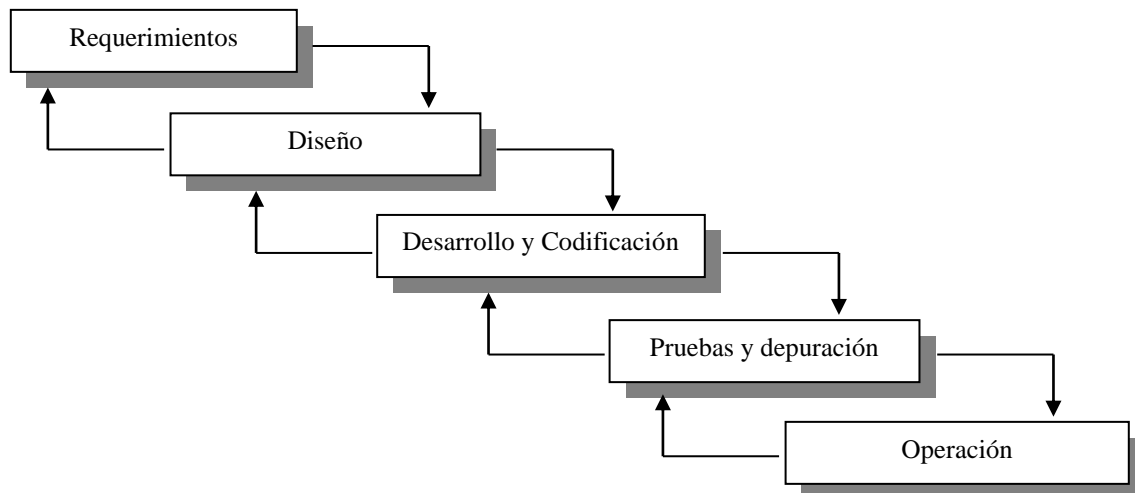 Requerimientos
Diseño
Desarrollo y Codificación
Pruebas y depuración
Operación